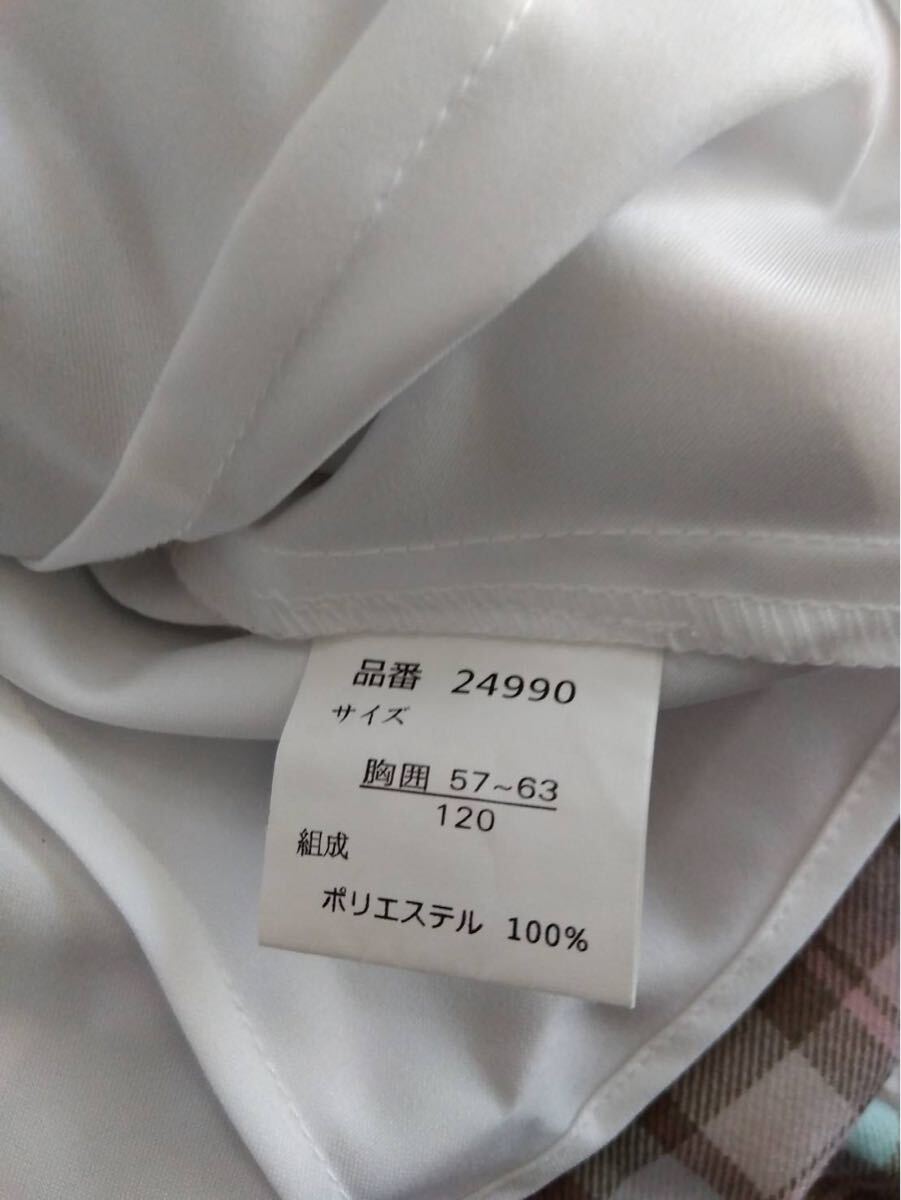 品番 24990
サイズ
胸囲 57~63
120
組成
ポリエステル 100%